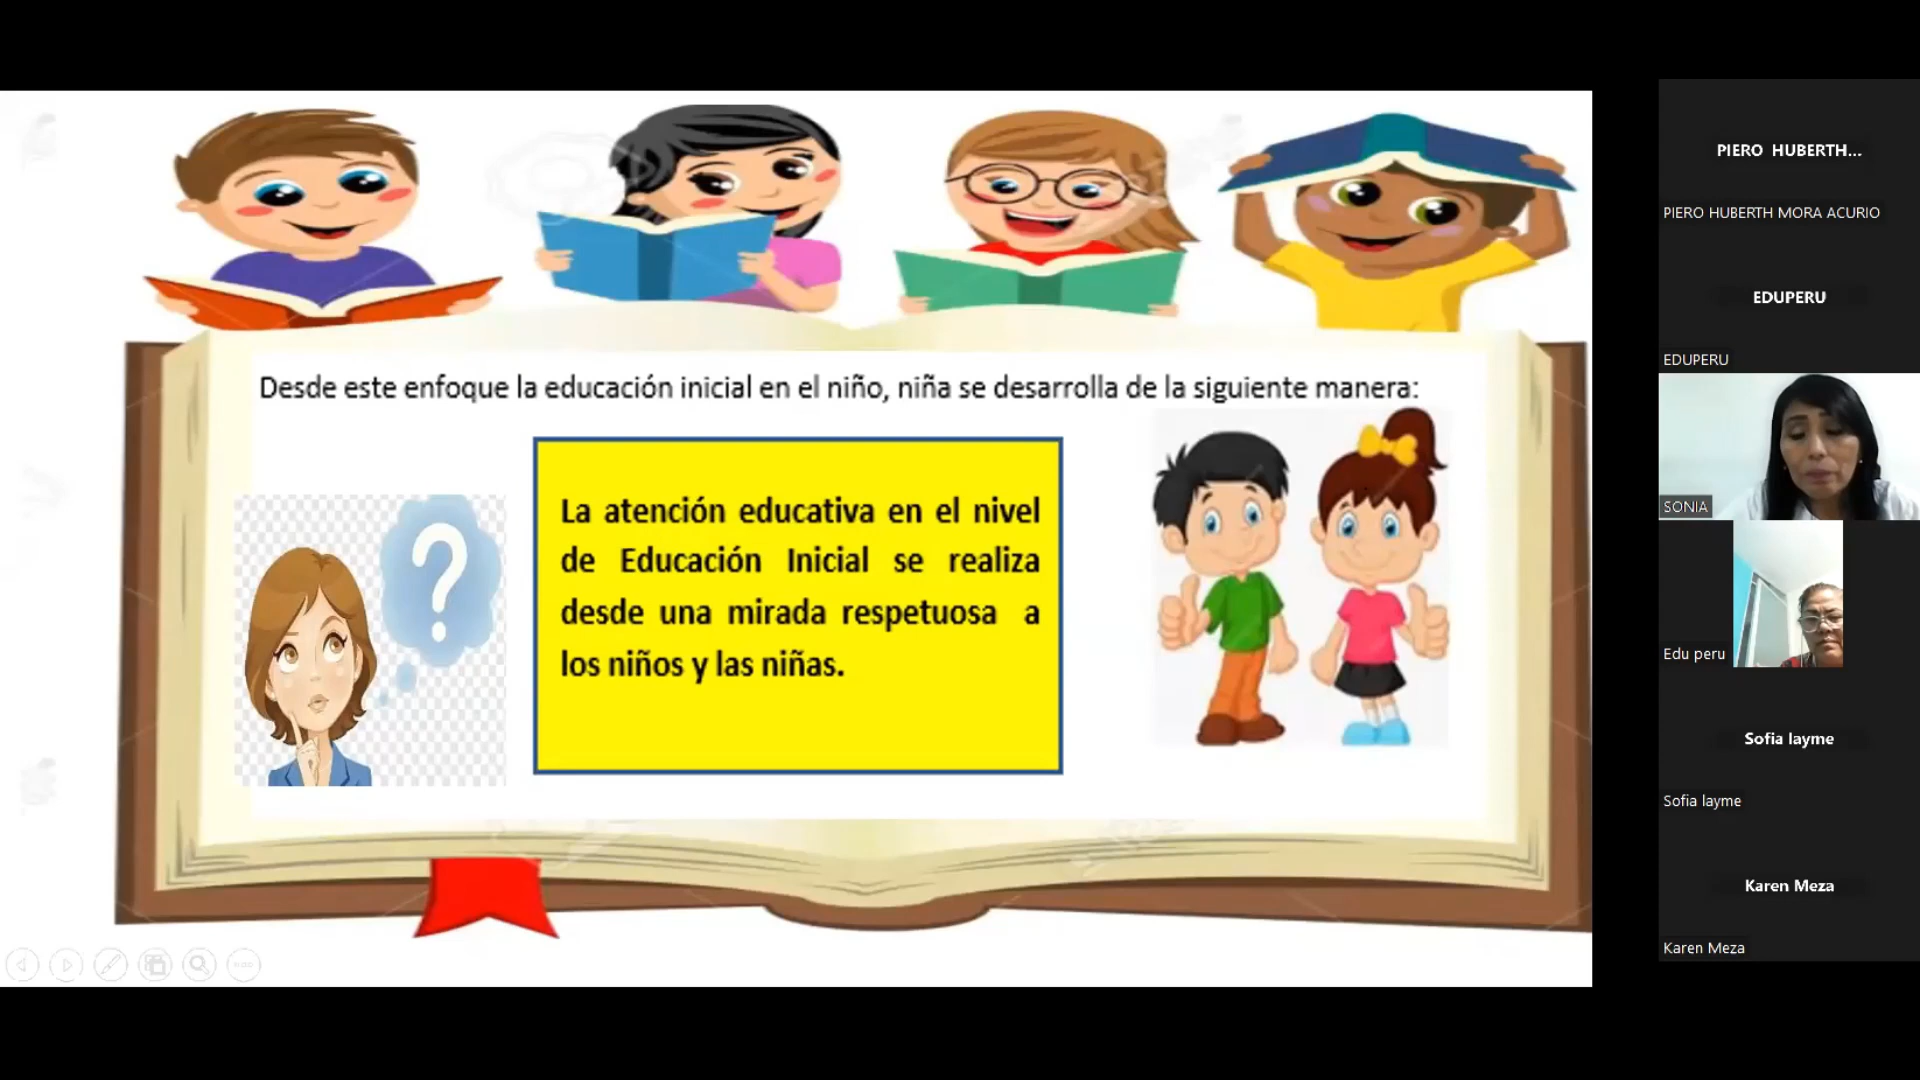 Desde este enfoque la educación inicial en el niño, niña se desarrolla de la siguiente manera:
?
La atención educativa en el nivel
de Educación Inicial se realiza
desde una mirada respetuosa a
los niños y las niñas.
PIERO HUBERTH...
PIERO HUBERTH MORA ACURIO
EDUPERU
EDUPERU
SONIA
Edu peru
Sofia layme
Sofia layme
Karen Meza
Karen Meza